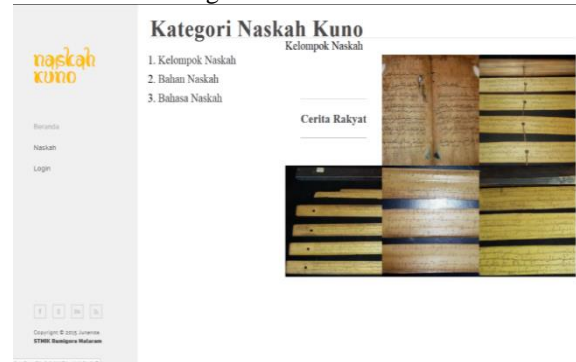 naskah
kuno
Beranda
Naskah
Login
Copyright © 2015 Junance.
STMIK Bumigora Mataram
Kategori Naskah Kuno
Kelompok Naskah
1. Kelompok Naskah
2. Bahan Naskah
3. Bahasa Naskah
Cerita Rakyat